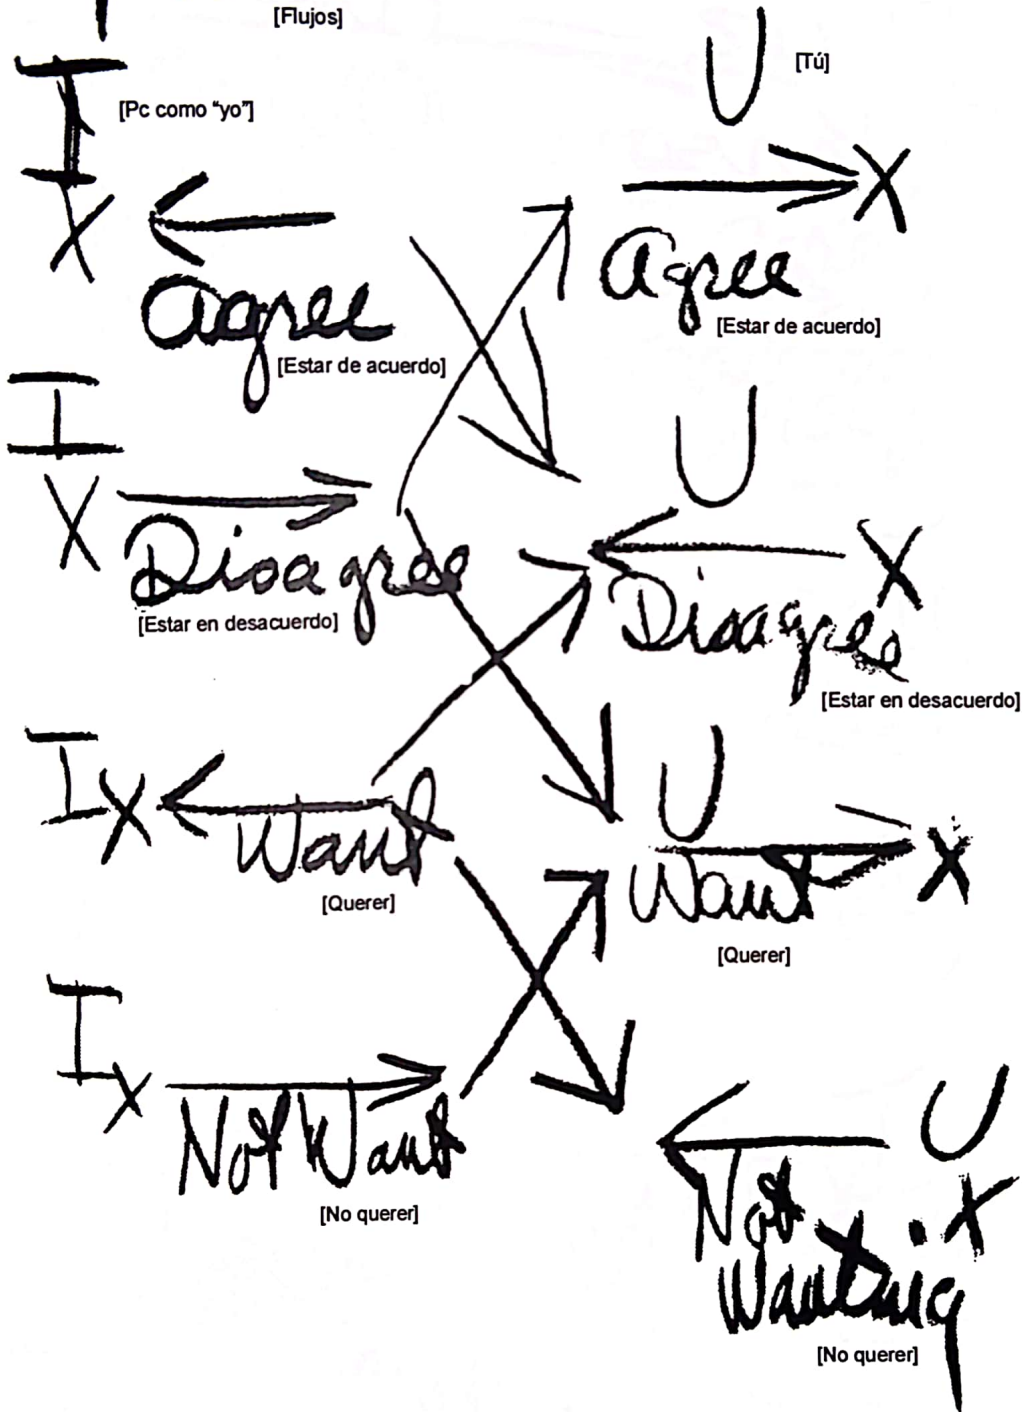 [Flujos]
I
[Pc como “yo”]
X
Agree
[Estar de acuerdo]
U
[Tú]
X
Agree
[Estar de acuerdo]
I
X
Disagree
[Estar en desacuerdo]
U
X
Disagree
[Estar en desacuerdo]
I
X
Want
[Querer]
U
X
Want
[Querer]
I
X
Not Want
[No querer]
U
X
Not
Wanting
[No querer]